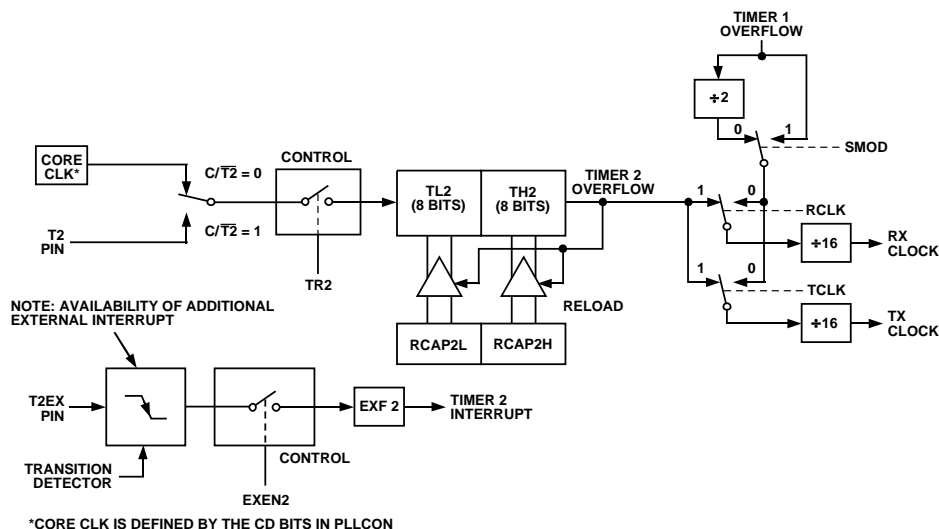 TIMER 1
OVERFLOW
÷2
0
1
SMOD
CORE
CLK*
C/T2 = 0
CONTROL
TL2
(8 BITS)
TH2
(8 BITS)
TIMER 2
OVERFLOW
1
0
RCLK
T2
PIN
C/T2 = 1
÷16
RX
CLOCK
TR2
RELOAD
1
0
TCLK
NOTE: AVAILABILITY OF ADDITIONAL
EXTERNAL INTERRUPT
RCAP2L
RCAP2H
÷16
TX
CLOCK
T2EX
PIN
EXF 2
TIMER 2
INTERRUPT
CONTROL
TRANSITION
DETECTOR
EXEN2
*CORE CLK IS DEFINED BY THE CD BITS IN PLLCON